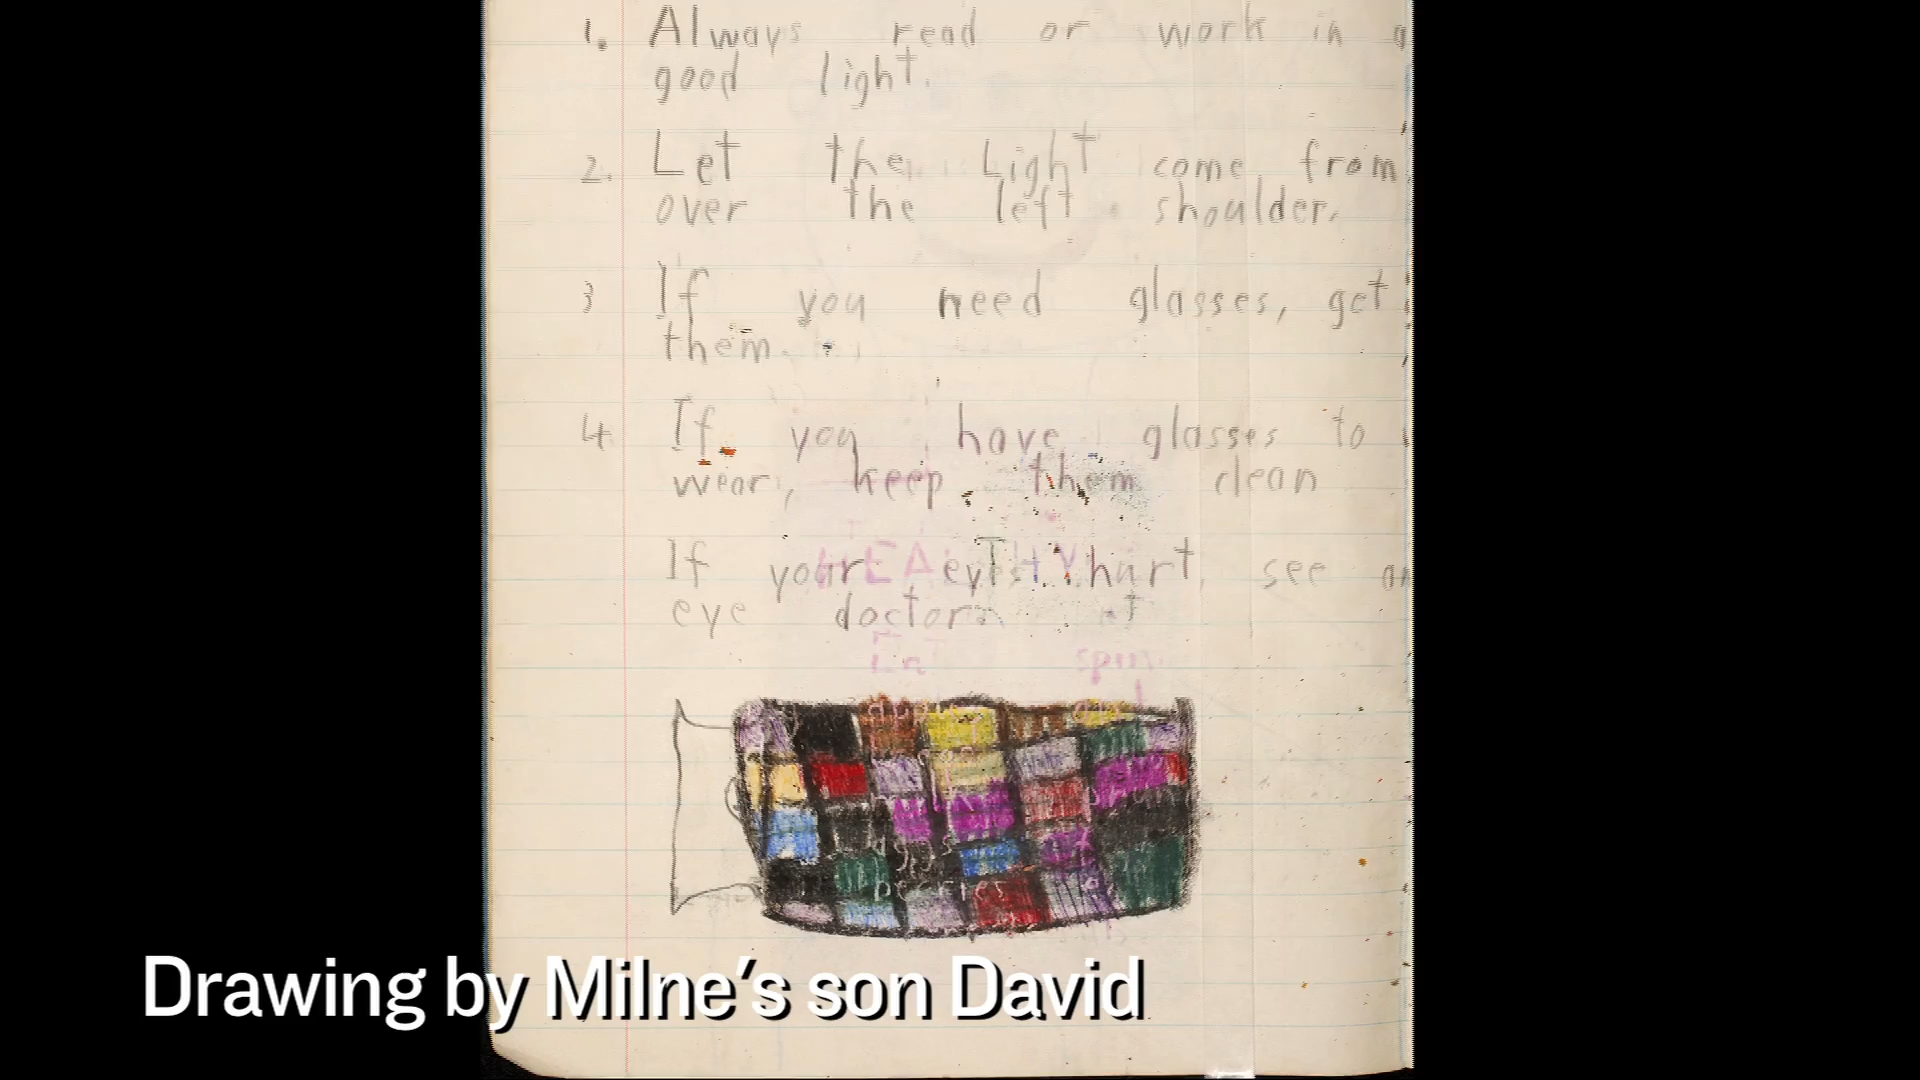 1. Always read or work in a
good light.
2. Let the Light come from
over the left shoulder.
3 If you need glasses, get
them.
4. If you have glasses to
wear, keep them clean
If your eyes hurt, see an
eye doctor
HEALTHY
Drawing by Milne's son David